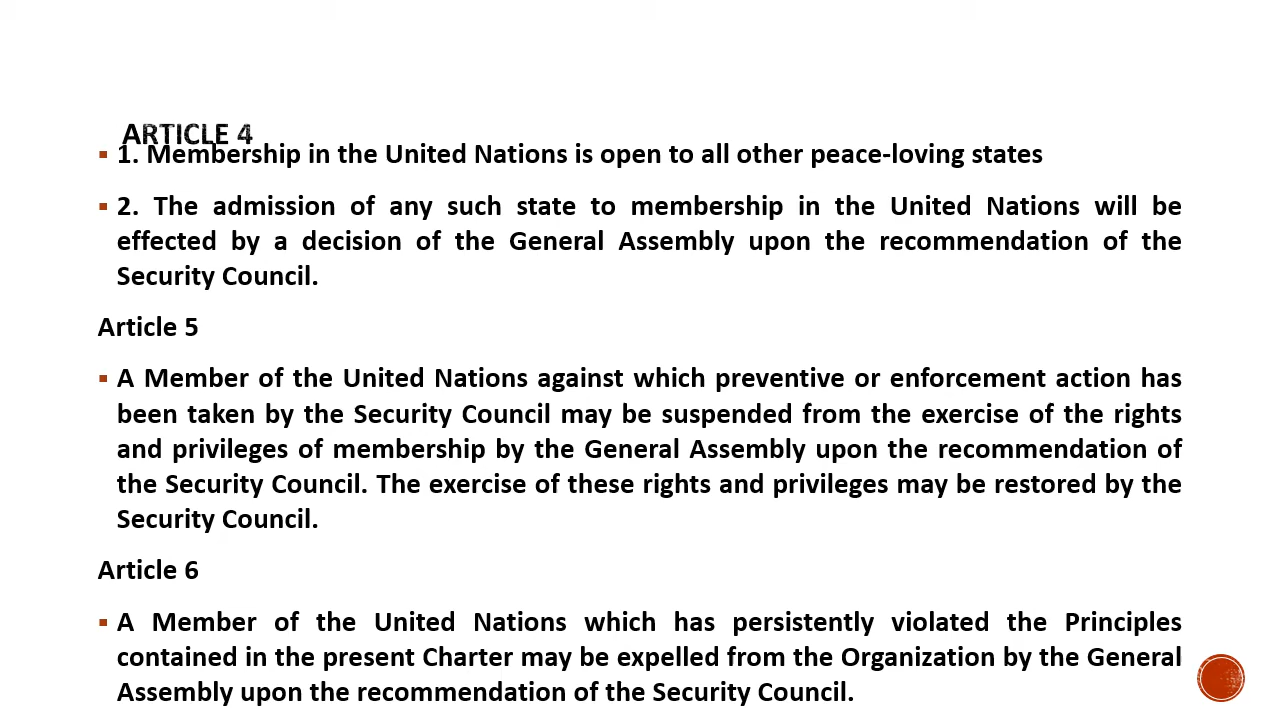 ARTICLE 4
▪ 1. Membership in the United Nations is open to all other peace-loving states
▪ 2. The admission of any such state to membership in the United Nations will be
effected by a decision of the General Assembly upon the recommendation of the
Security Council.
Article 5
▪ A Member of the United Nations against which preventive or enforcement action has
been taken by the Security Council may be suspended from the exercise of the rights
and privileges of membership by the General Assembly upon the recommendation of
the Security Council. The exercise of these rights and privileges may be restored by the
Security Council.
Article 6
▪ A Member of the United Nations which has persistently violated the Principles
contained in the present Charter may be expelled from the Organization by the General
Assembly upon the recommendation of the Security Council.